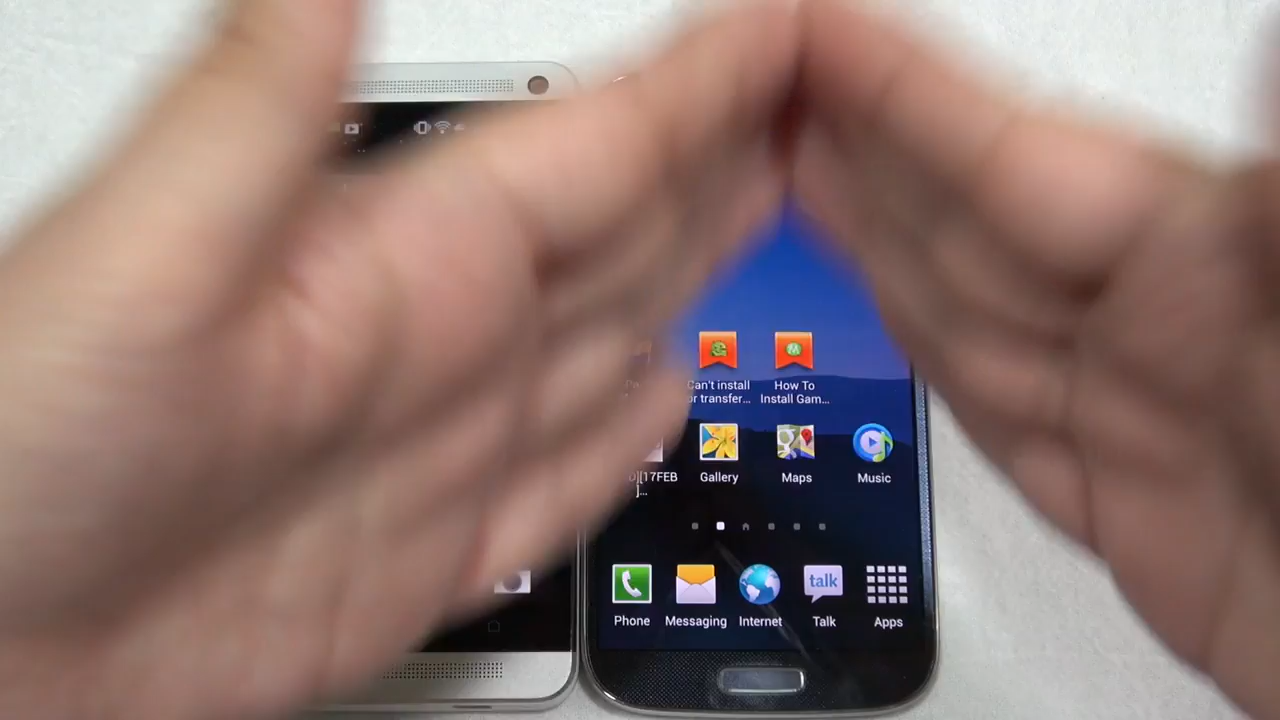 Can't install
or transfer...
How To
Install Gam...
][17FEB
]...
Gallery
Maps
Music
talk
Phone
Messaging
Internet
Talk
Apps